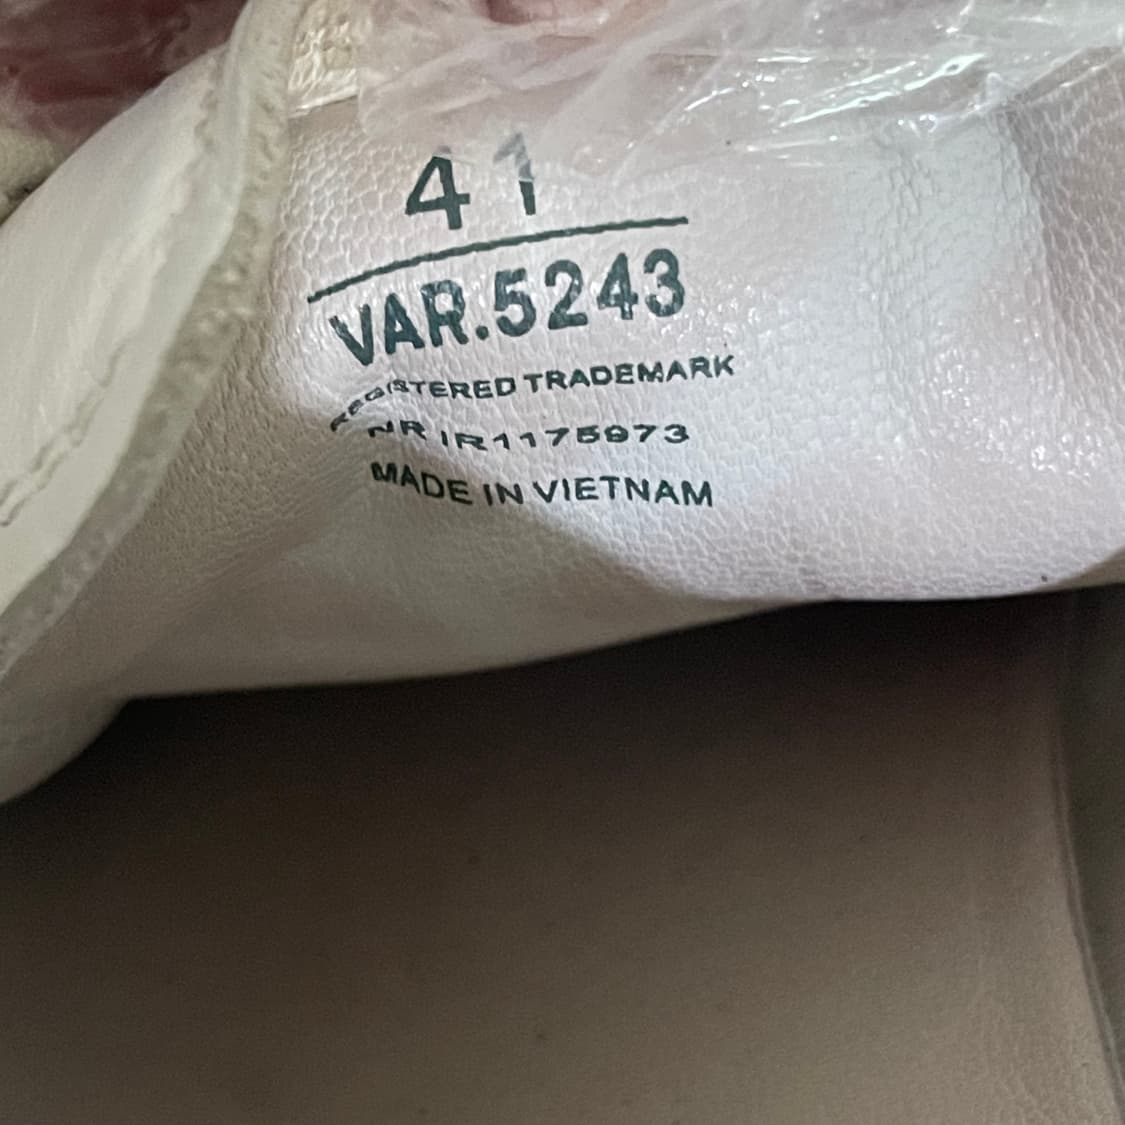 41
VAR.5243
REGISTERED TRADEMARK
NR IR1175973
MADE IN VIETNAM